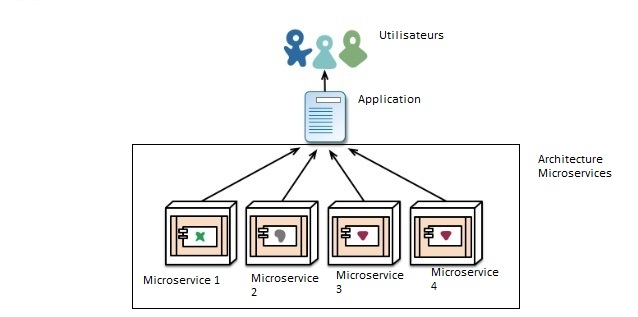 Utilisateurs
Application
Architecture
Microservices
Microservice 1
Microservice
2
Microservice
3
Microservice
4